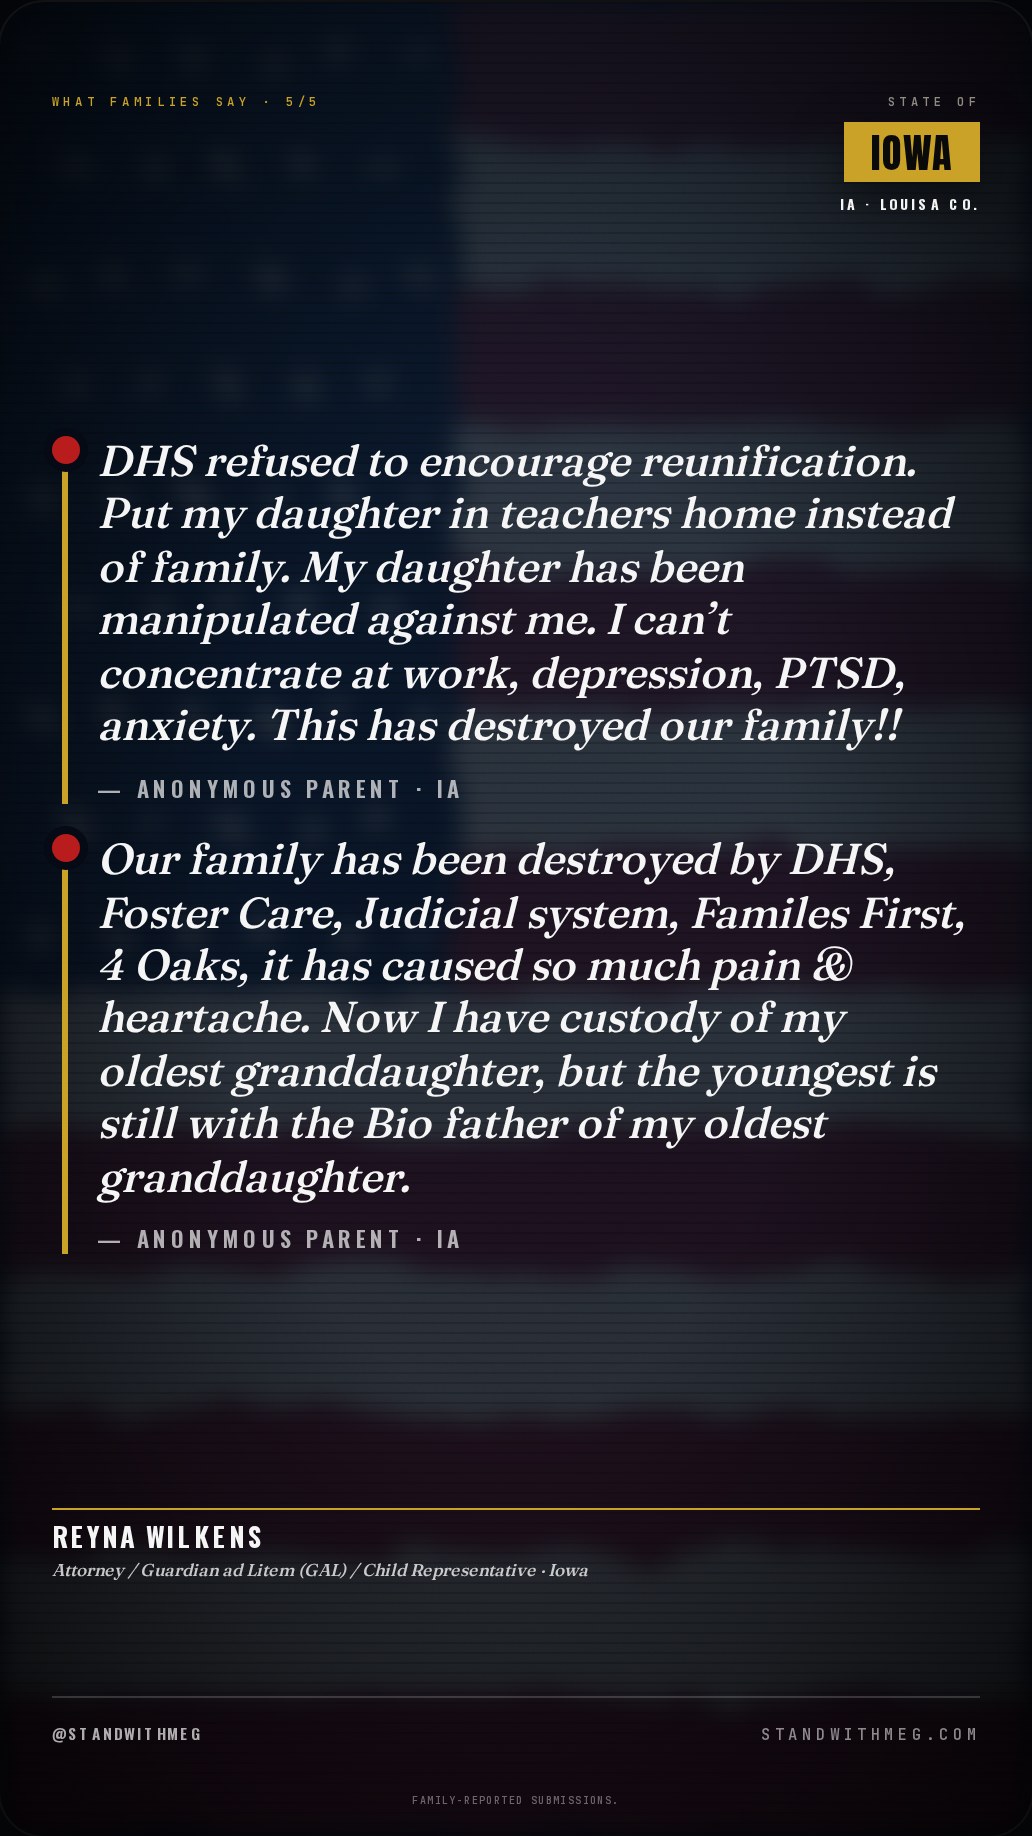 WHAT FAMILIES SAY · 5/5
STATE OF
IOWA
IA · LOUISA CO.
DHS refused to encourage reunification.
Put my daughter in teachers home instead
of family. My daughter has been
manipulated against me. I can’t
concentrate at work, depression, PTSD,
anxiety. This has destroyed our family!!
— ANONYMOUS PARENT · IA
Our family has been destroyed by DHS,
Foster Care, Judicial system, Familes First,
4 Oaks, it has caused so much pain &
heartache. Now I have custody of my
oldest granddaughter, but the youngest is
still with the Bio father of my oldest
granddaughter.
— ANONYMOUS PARENT · IA
REYNA WILKENS
Attorney / Guardian ad Litem (GAL) / Child Representative · Iowa
@STANDWITHMEG
STANDWITHMEG.COM
FAMILY-REPORTED SUBMISSIONS.